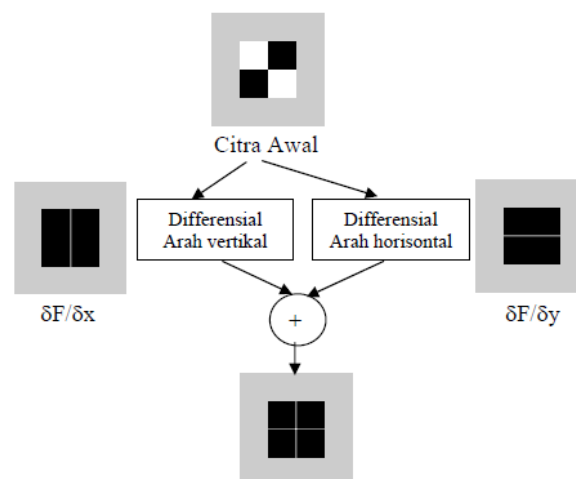 Citra Awal
Differensial
Arah vertikal
Differensial
Arah horisontal
δF/δx
δF/δy
+